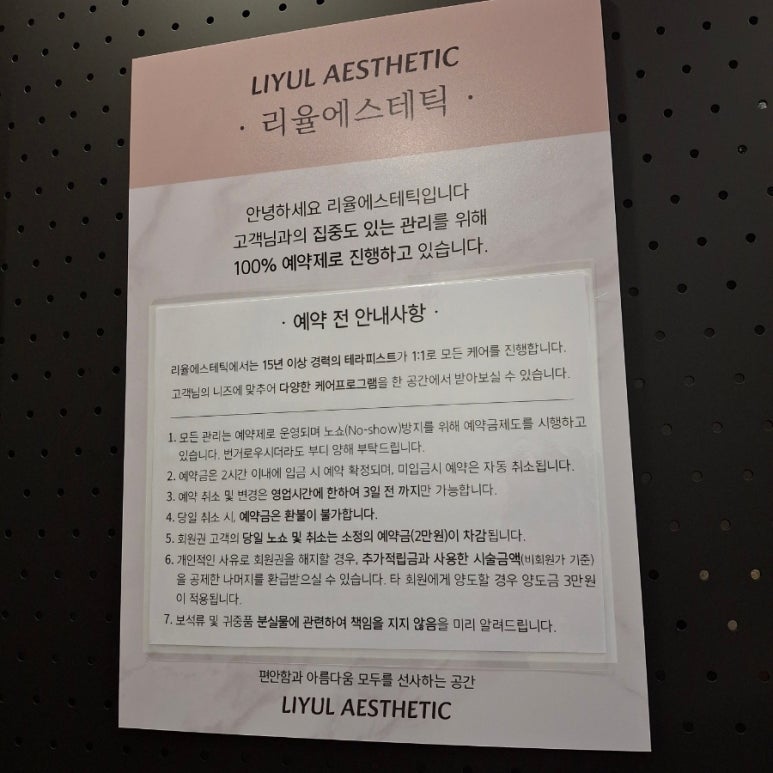 LIYUL AESTHETIC
· 리율에스테틱 ·
안녕하세요 리율에스테틱입니다
고객님과의 집중도 있는 관리를 위해
100% 예약제로 진행하고 있습니다.
· 예약 전 안내사항 ·
리율에스테틱에서는 15년 이상 경력의 테라피스트가 1:1로 모든 케어를 진행합니다.
고객님의 니즈에 맞추어 다양한 케어프로그램을 한 공간에서 받아보실 수 있습니다.
1. 모든 관리는 예약제로 운영되며 노쇼(No-show)방지를 위해 예약금제도를 시행하고
있습니다. 번거로우시더라도 부디 양해 부탁드립니다.
2. 예약금은 2시간 이내에 입금 시 예약 확정되며, 미입금시 예약은 자동 취소됩니다.
3. 예약 취소 및 변경은 영업시간에 한하여 3일 전 까지만 가능합니다.
4. 당일 취소 시, 예약금은 환불이 불가합니다.
5. 회원권 고객의 당일 노쇼 및 취소는 소정의 예약금(2만원)이 차감됩니다.
6. 개인적인 사유로 회원권을 해지할 경우, 추가적립금과 사용한 시술금액(비회원가 기준)
을 공제한 나머지를 환급받으실 수 있습니다. 타 회원에게 양도할 경우 양도금 3만원
이 적용됩니다.
7. 보석류 및 귀중품 분실물에 관련하여 책임을 지지 않음을 미리 알려드립니다.
편안함과 아름다움 모두를 선사하는 공간
LIYUL AESTHETIC